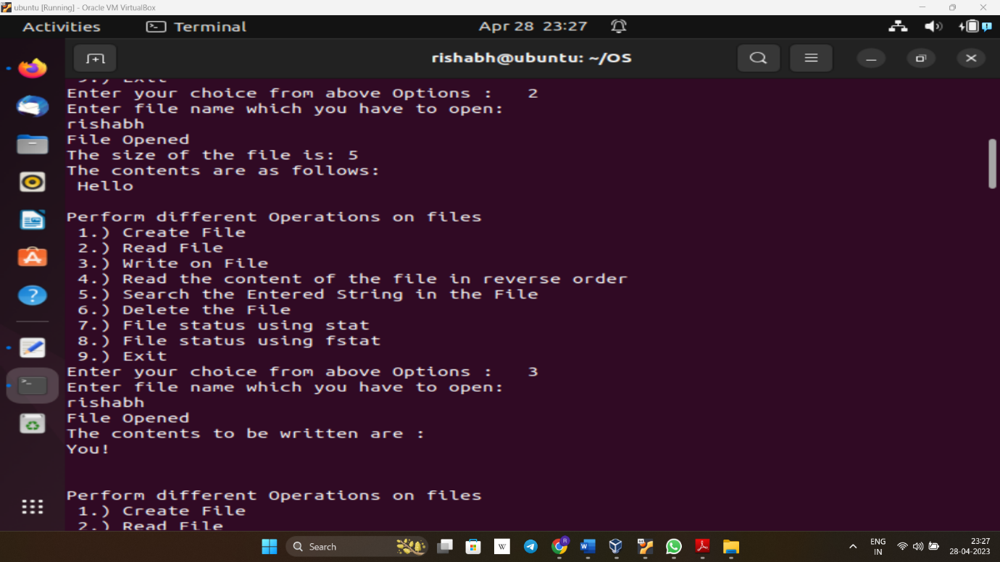 ubuntu [Running] - Oracle VM VirtualBox
Activities Terminal Apr 28 23:27
rishabh@ubuntu: ~/OS
9.) Exit
Enter your choice from above Options :   2
Enter file name which you have to open:
rishabh
File Opened
The size of the file is: 5
The contents are as follows:
 Hello
Perform different Operations on files
 1.) Create File
 2.) Read File
 3.) Write on File
 4.) Read the content of the file in reverse order
 5.) Search the Entered String in the File
 6.) Delete the File
 7.) File status using stat
 8.) File status using fstat
 9.) Exit
Enter your choice from above Options :   3
Enter file name which you have to open:
rishabh
File Opened
The contents to be written are :
You!
Perform different Operations on files
 1.) Create File
 2.) Read File
Search W R W ENG 23:27
IN 28-04-2023